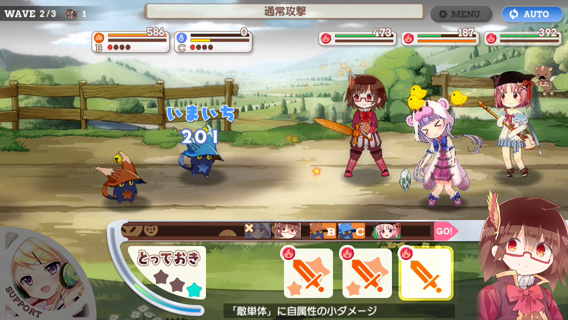 WAVE 2/3 1
通常攻撃
MENU
AUTO
586
B
0
C
473
187
392
いまいち
201
B C GO!
とっておき
SUPPORT
「敵単体」に自属性の小ダメージ